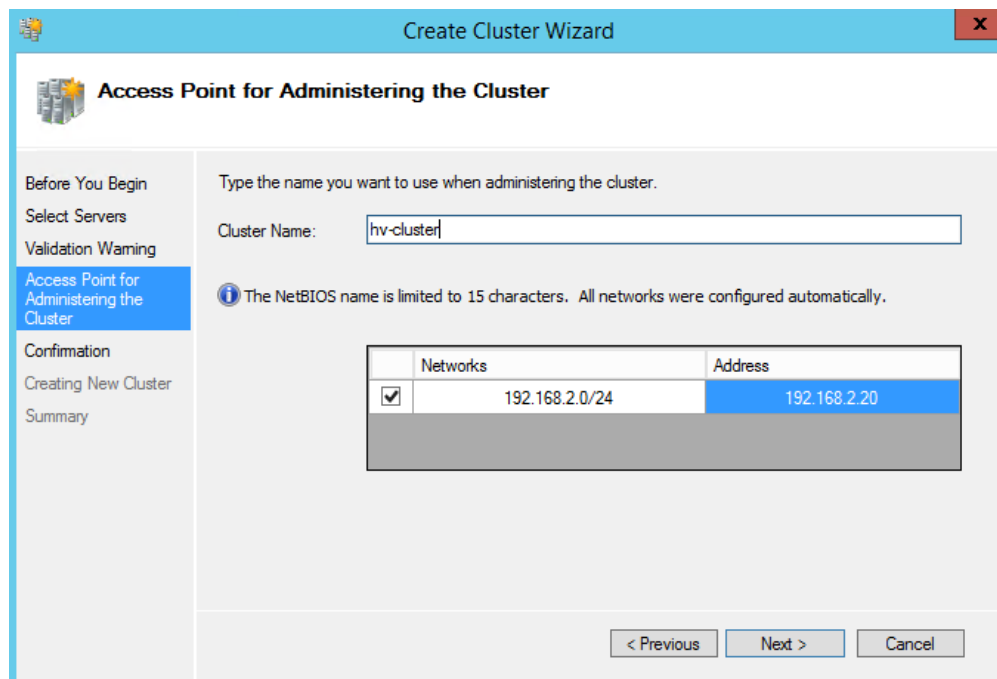 Create Cluster Wizard
x
Access Point for Administering the Cluster
Before You Begin
Select Servers
Validation Warning
Access Point for
Administering the
Cluster
Confirmation
Creating New Cluster
Summary
Type the name you want to use when administering the cluster.
Cluster Name:
hv-cluster
The NetBIOS name is limited to 15 characters. All networks were configured automatically.
Networks Address
192.168.2.0/24 192.168.2.20
< Previous Next > Cancel